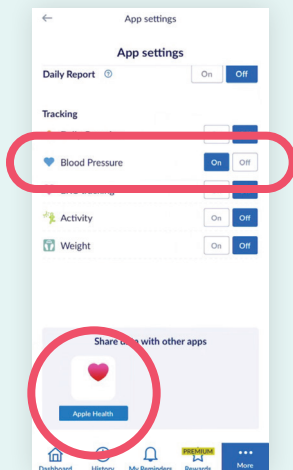 App settings
App settings
Daily Report ? On Off
Tracking
Blood Pressure On Off
Activity On Off
Weight On Off
Share with other apps
Apple Health
Dashboard History My Reminders PREMIUM Rewards More